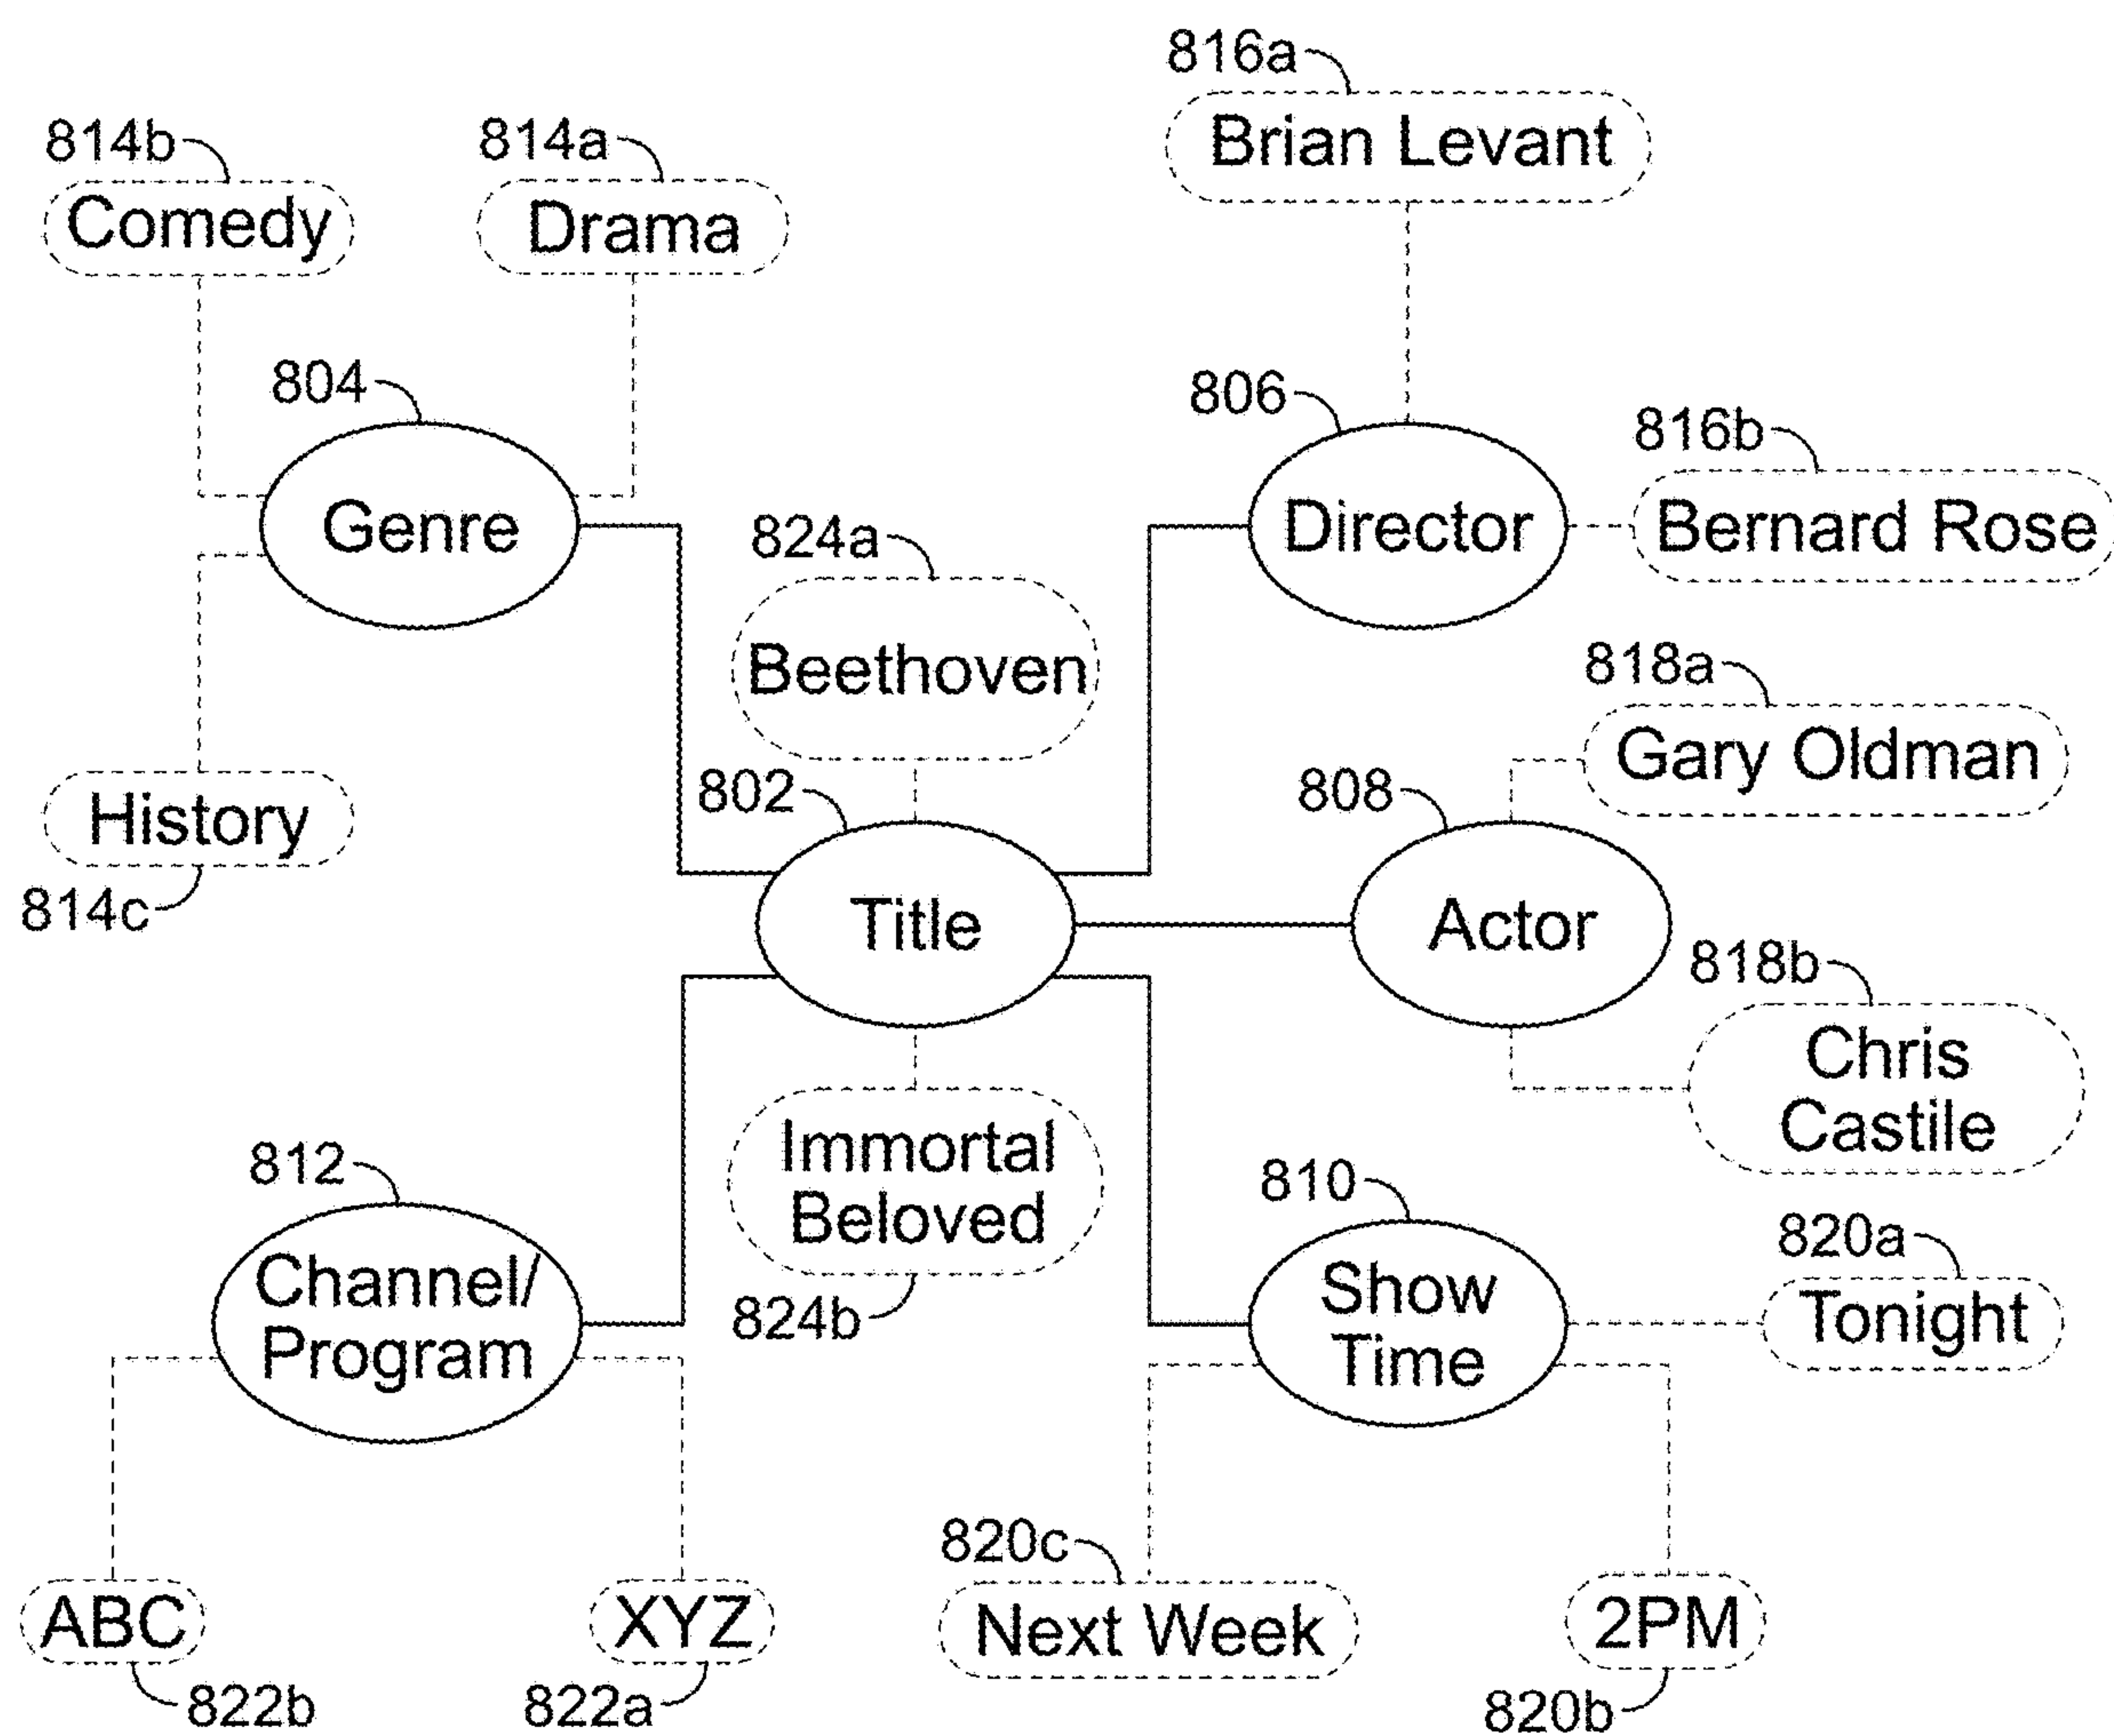 816a
Brian Levant
814b
814a
Comedy
Drama
804
806
816b
Genre
Director
Bernard Rose
824a
Beethoven
818a
Gary Oldman
History
814c
802
808
Title
Actor
818b
Chris
Castile
812
Immortal
Beloved
824b
810
820a
Channel/
Program
Show
Time
Tonight
820c
ABC
XYZ
Next Week
2PM
822b
822a
820b